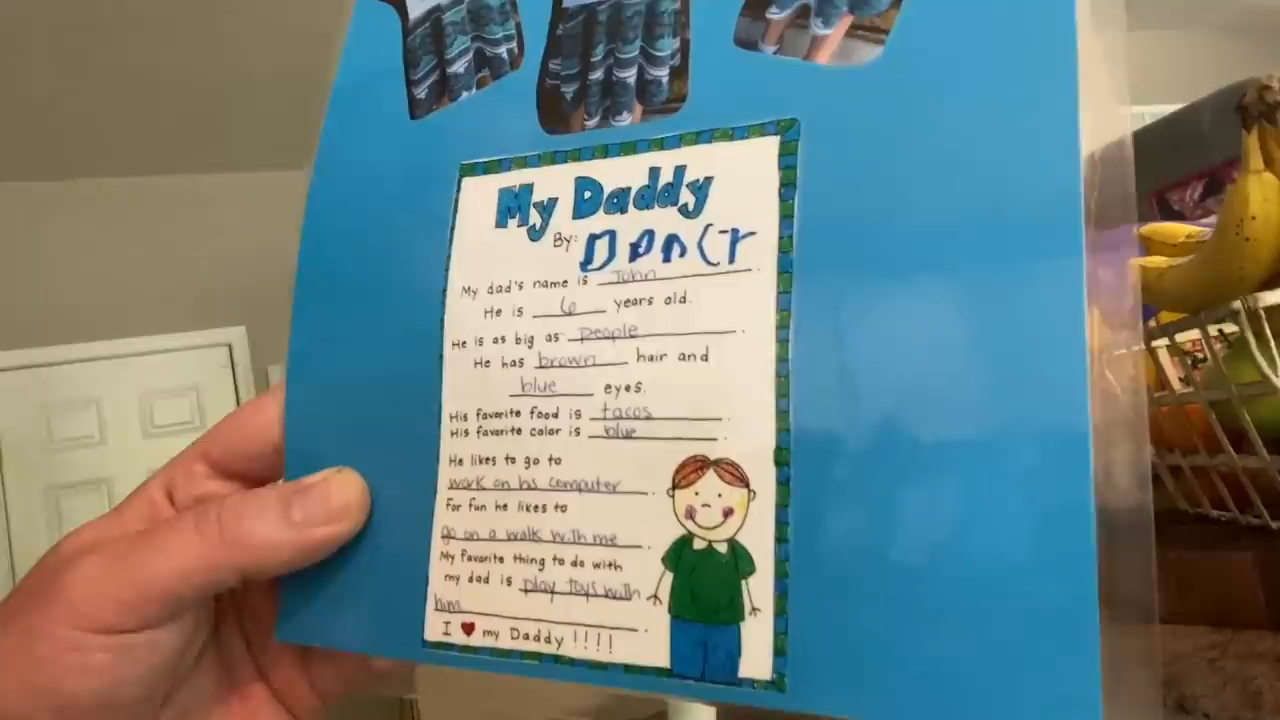 My Daddy
By:
My dad's name is John.
He is 6 years old.
He is as big as people.
He has brown hair and
blue eyes.
His favorite food is tacos.
His favorite color is blue.
He likes to go to
work on his computer.
For fun he likes to
go on a walk with me.
My favorite thing to do with
my dad is play toys with
him.
I ♥ my Daddy !!!!